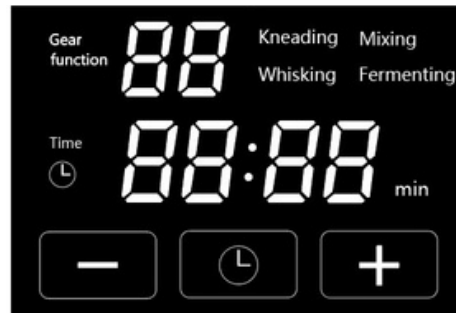 Gear function
88
Kneading Mixing
Whisking Fermenting
Time
88:88 min